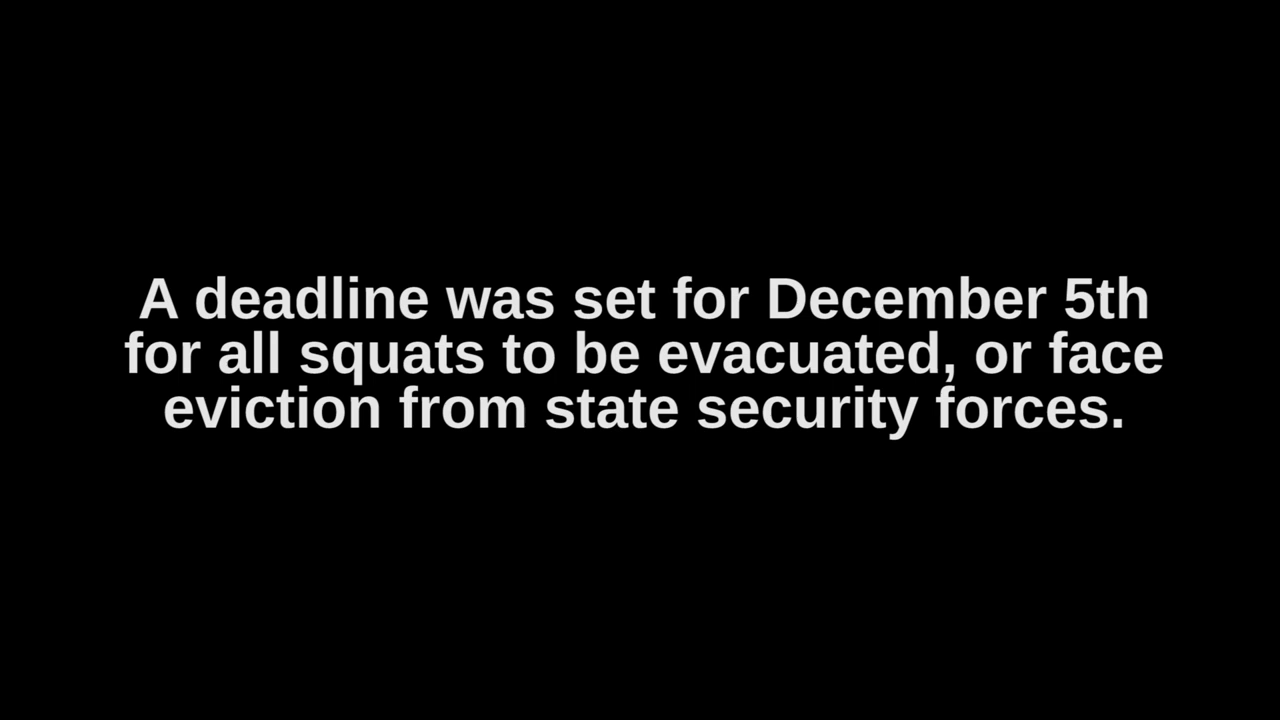 A deadline was set for December 5th
for all squats to be evacuated, or face
eviction from state security forces.